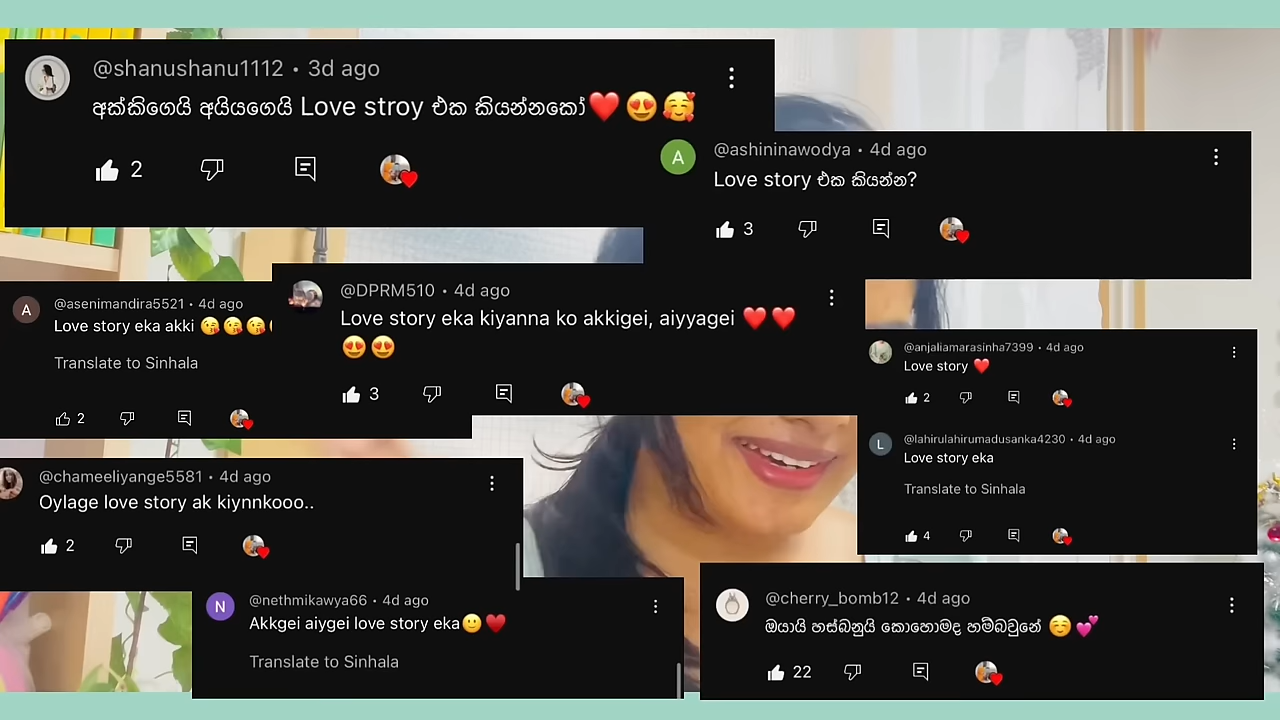 @shanushanu1112 • 3d ago
අක්කිගෙයි අයියගෙයි Love stroy එක කියන්නකෝ❤️😍🥰
2
A
@ashininawodya • 4d ago
Love story එක කියන්න?
3
A
@asenimandira5521 • 4d ago
Love story eka akki 😘😘😘
Translate to Sinhala
2
@DPRM510 • 4d ago
Love story eka kiyanna ko akkigei, aiyyagei ❤️❤️
😍😍
3
@anjaliamarasinha7399 • 4d ago
Love story ❤️
2
L
@lahirulahirumadusanka4230 • 4d ago
Love story eka
Translate to Sinhala
4
@chameeliyange5581 • 4d ago
Oylage love story ak kiynnkooo..
2
N
@nethmikawya66 • 4d ago
Akkgei aiygei love story eka🙂♥️
Translate to Sinhala
@cherry_bomb12 • 4d ago
ඔයායි හස්බනුයි කොහොමද හම්බවුනේ ☺️💕
22